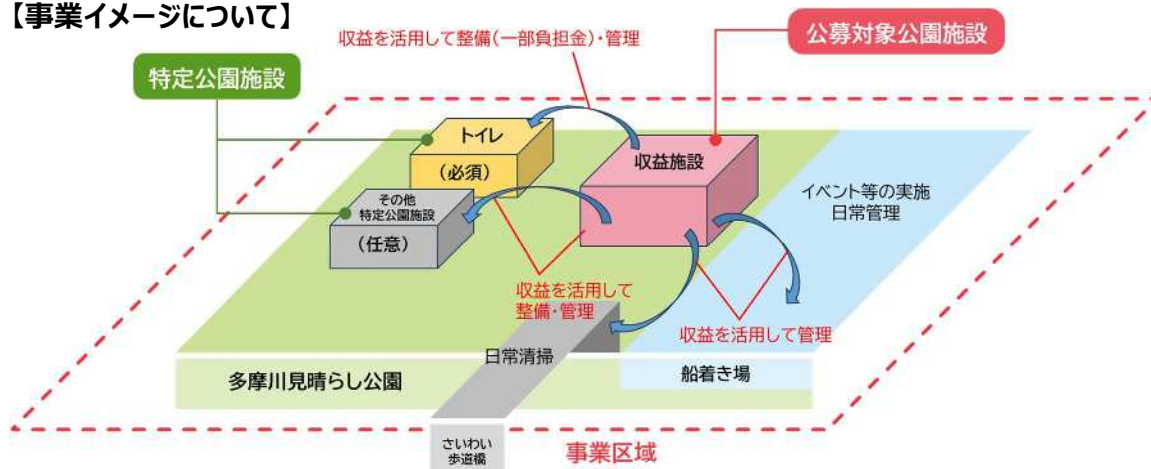 【事業イメージについて】
収益を活用して整備(一部負担金)・管理
公募対象公園施設
特定公園施設
トイレ
(必須)
収益施設
その他
特定公園施設
(任意)
イベント等の実施
日常管理
収益を活用して
整備・管理
収益を活用して管理
日常清掃
多摩川見晴らし公園
船着き場
さいわい
歩道橋
事業区域